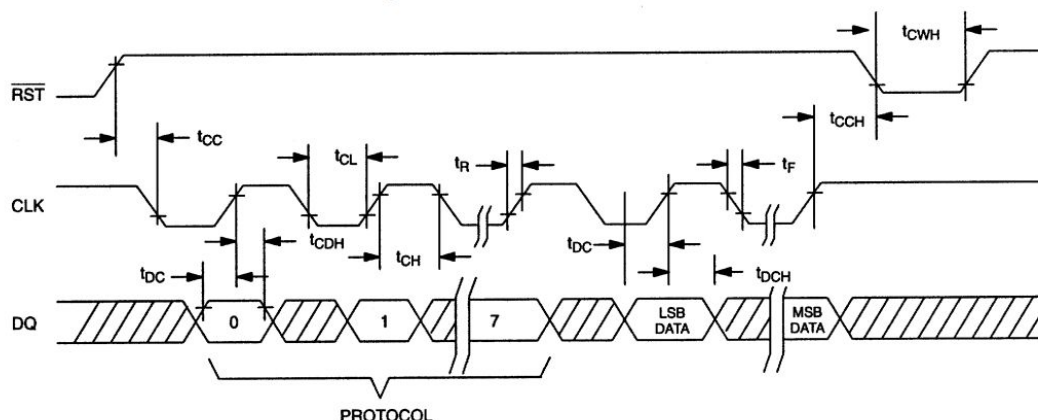 tCWH
RST
tCCH
tCC
tCL
tR
tF
CLK
tCDH
tCH
tDC
tDCH
tDC
DQ
0
1
7
LSB
DATA
MSB
DATA
PROTOCOL